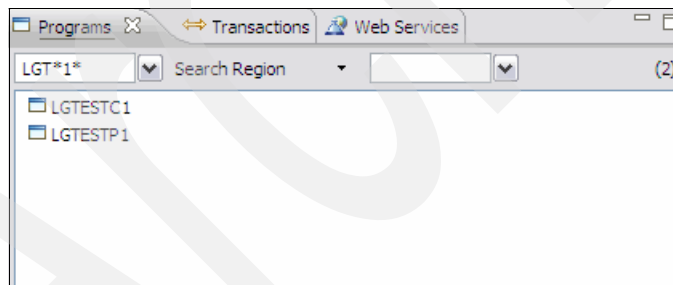 Programs Transactions Web Services
LGT*1* Search Region (2)
LGTESTC1
LGTESTP1